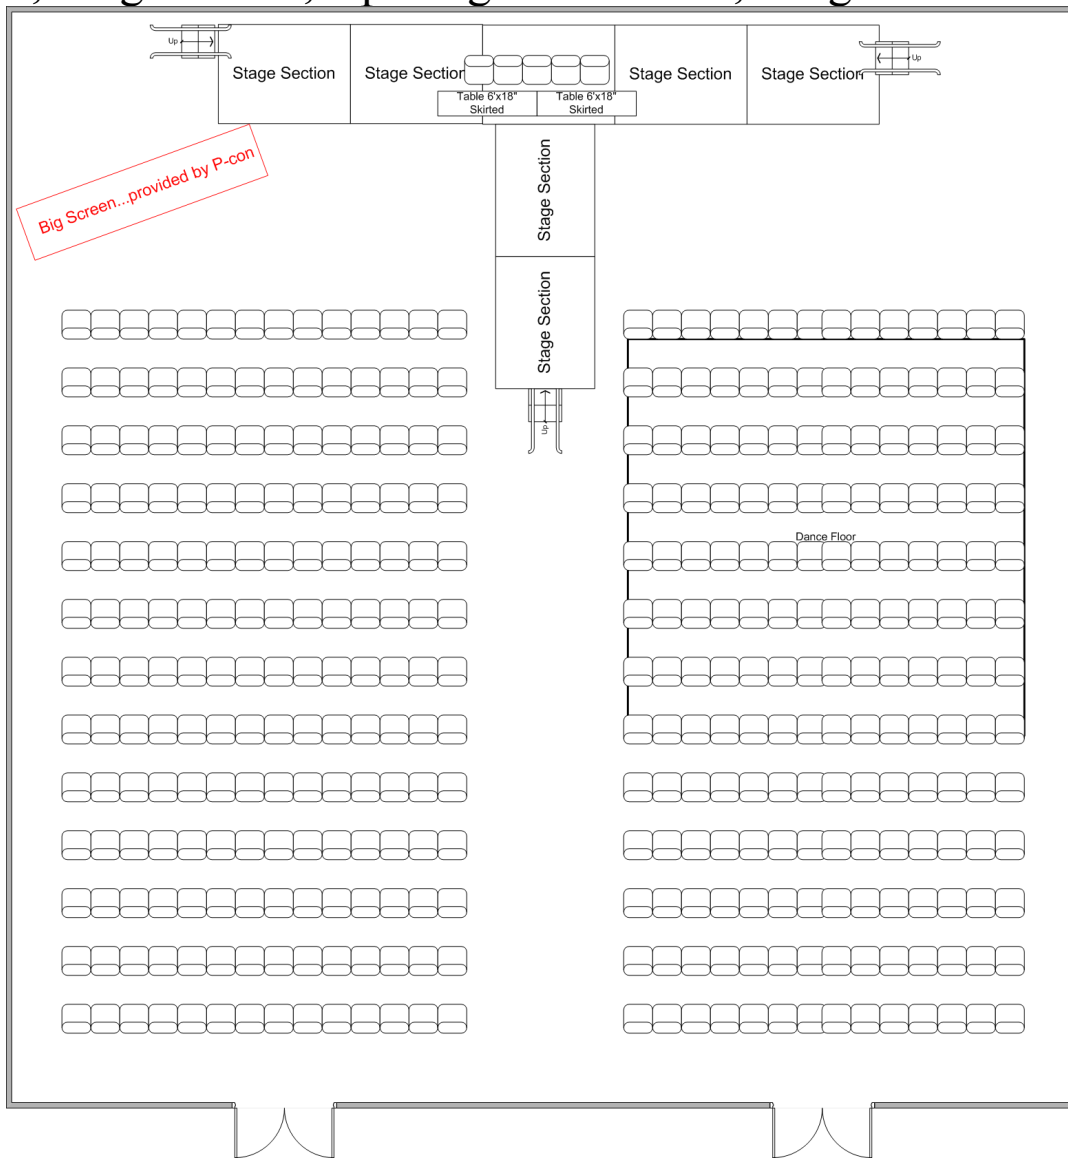 Up
Stage Section
Stage Section
Stage Section
Stage Section
Up
Table 6'x18"
Skirted
Table 6'x18"
Skirted
Big Screen...provided by P-con
Stage Section
Stage Section
Up
Dance Floor